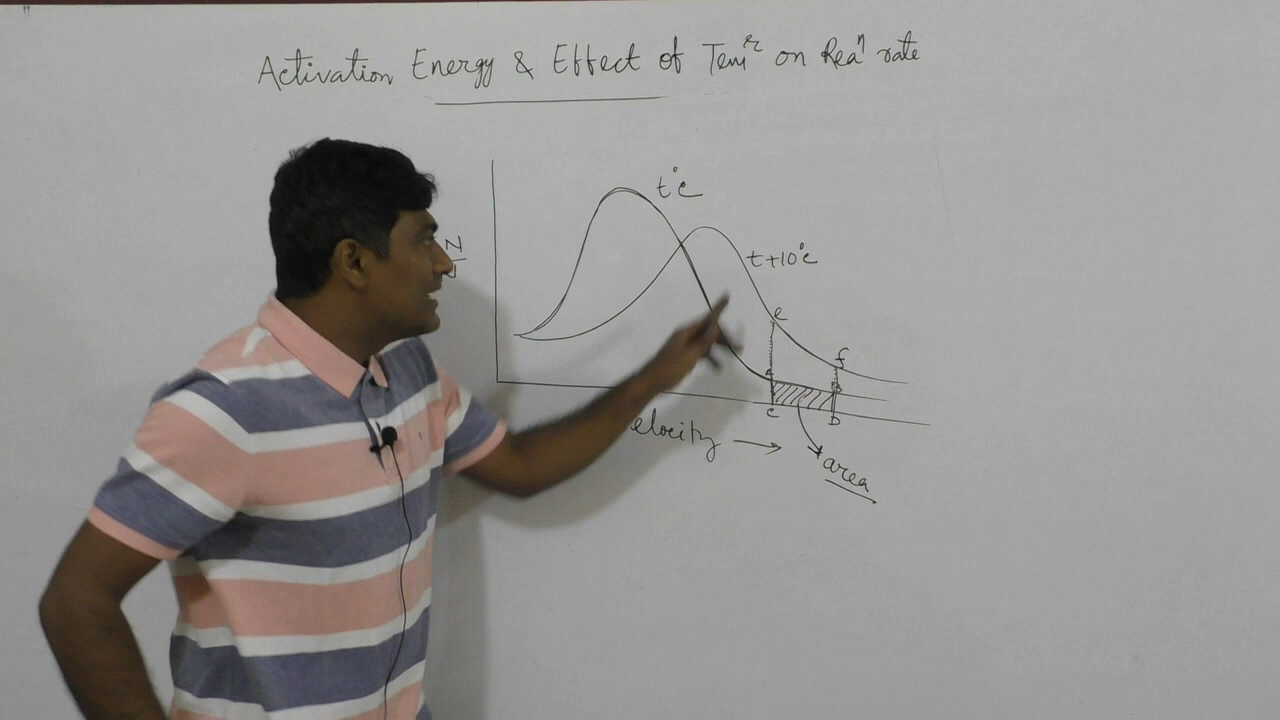 Activation Energy & Effect of Temʳ on Reaⁿ rate
t°c
N
t+10°c
e
f
A
B
c
D
elocity →
area